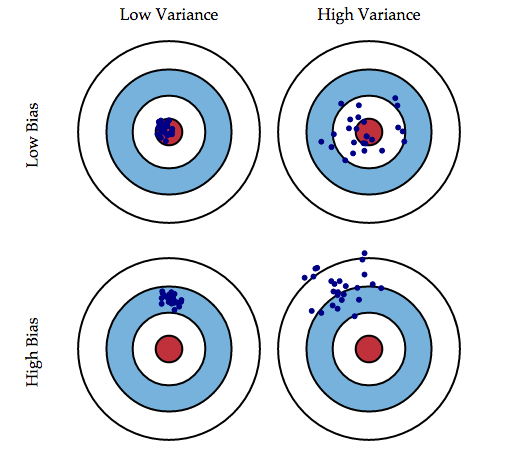 Low Variance
High Variance
Low Bias
High Bias